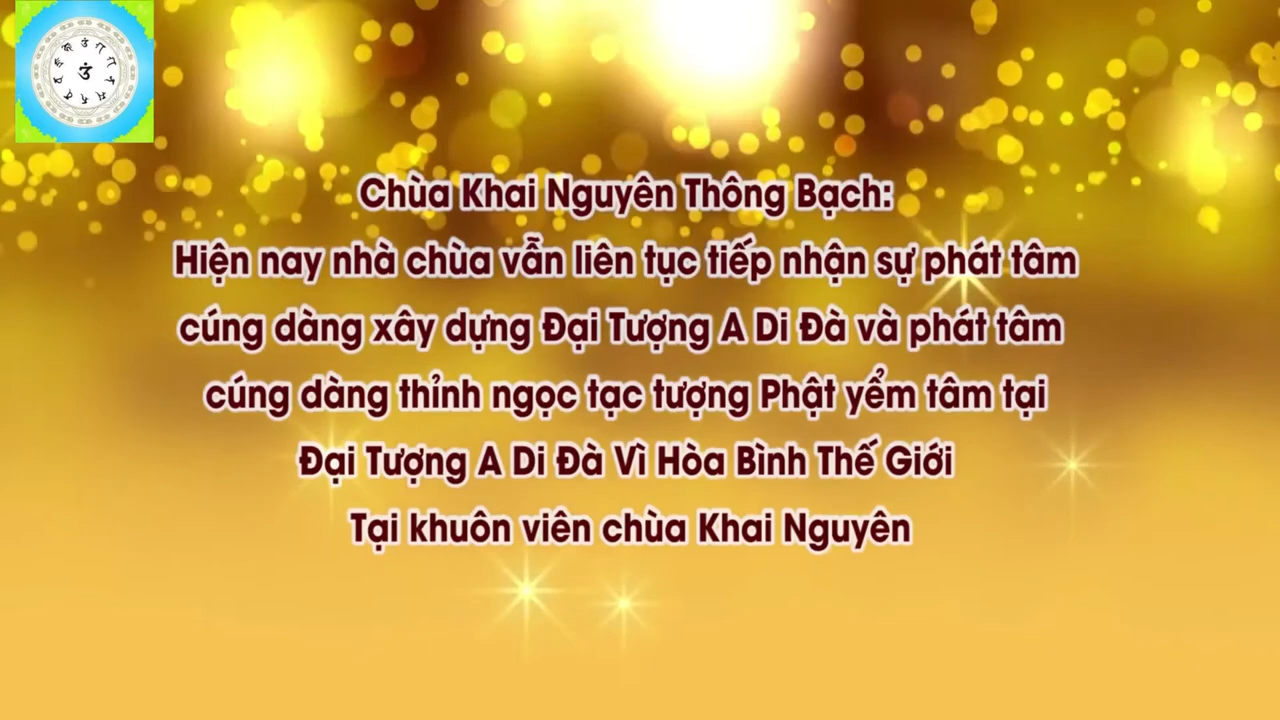 Chùa Khai Nguyên Thông Bạch:
Hiện nay nhà chùa vẫn liên tục tiếp nhận sự phát tâm
cúng dàng xây dựng Đại Tượng A Di Đà và phát tâm
cúng dàng thỉnh ngọc tạc tượng Phật yểm tâm tại
Đại Tượng A Di Đà Vì Hòa Bình Thế Giới
Tại khuôn viên chùa Khai Nguyên